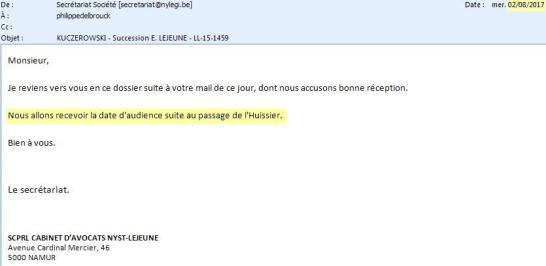 De : Secrétariat Société [secretariat@nylegi.be] Date : mer. 02/08/2017
À : philippedelbrouck
Cc :
Objet : KUCZEROWSKI - Succession E. LEJEUNE - LL-15-1459
Monsieur,
Je reviens vers vous en ce dossier suite à votre mail de ce jour, dont nous accusons bonne réception.
Nous allons recevoir la date d'audience suite au passage de l'Huissier.
Bien à vous.
Le secrétariat.
SCPRL CABINET D'AVOCATS NYST-LEJEUNE
Avenue Cardinal Mercier, 46
5000 NAMUR